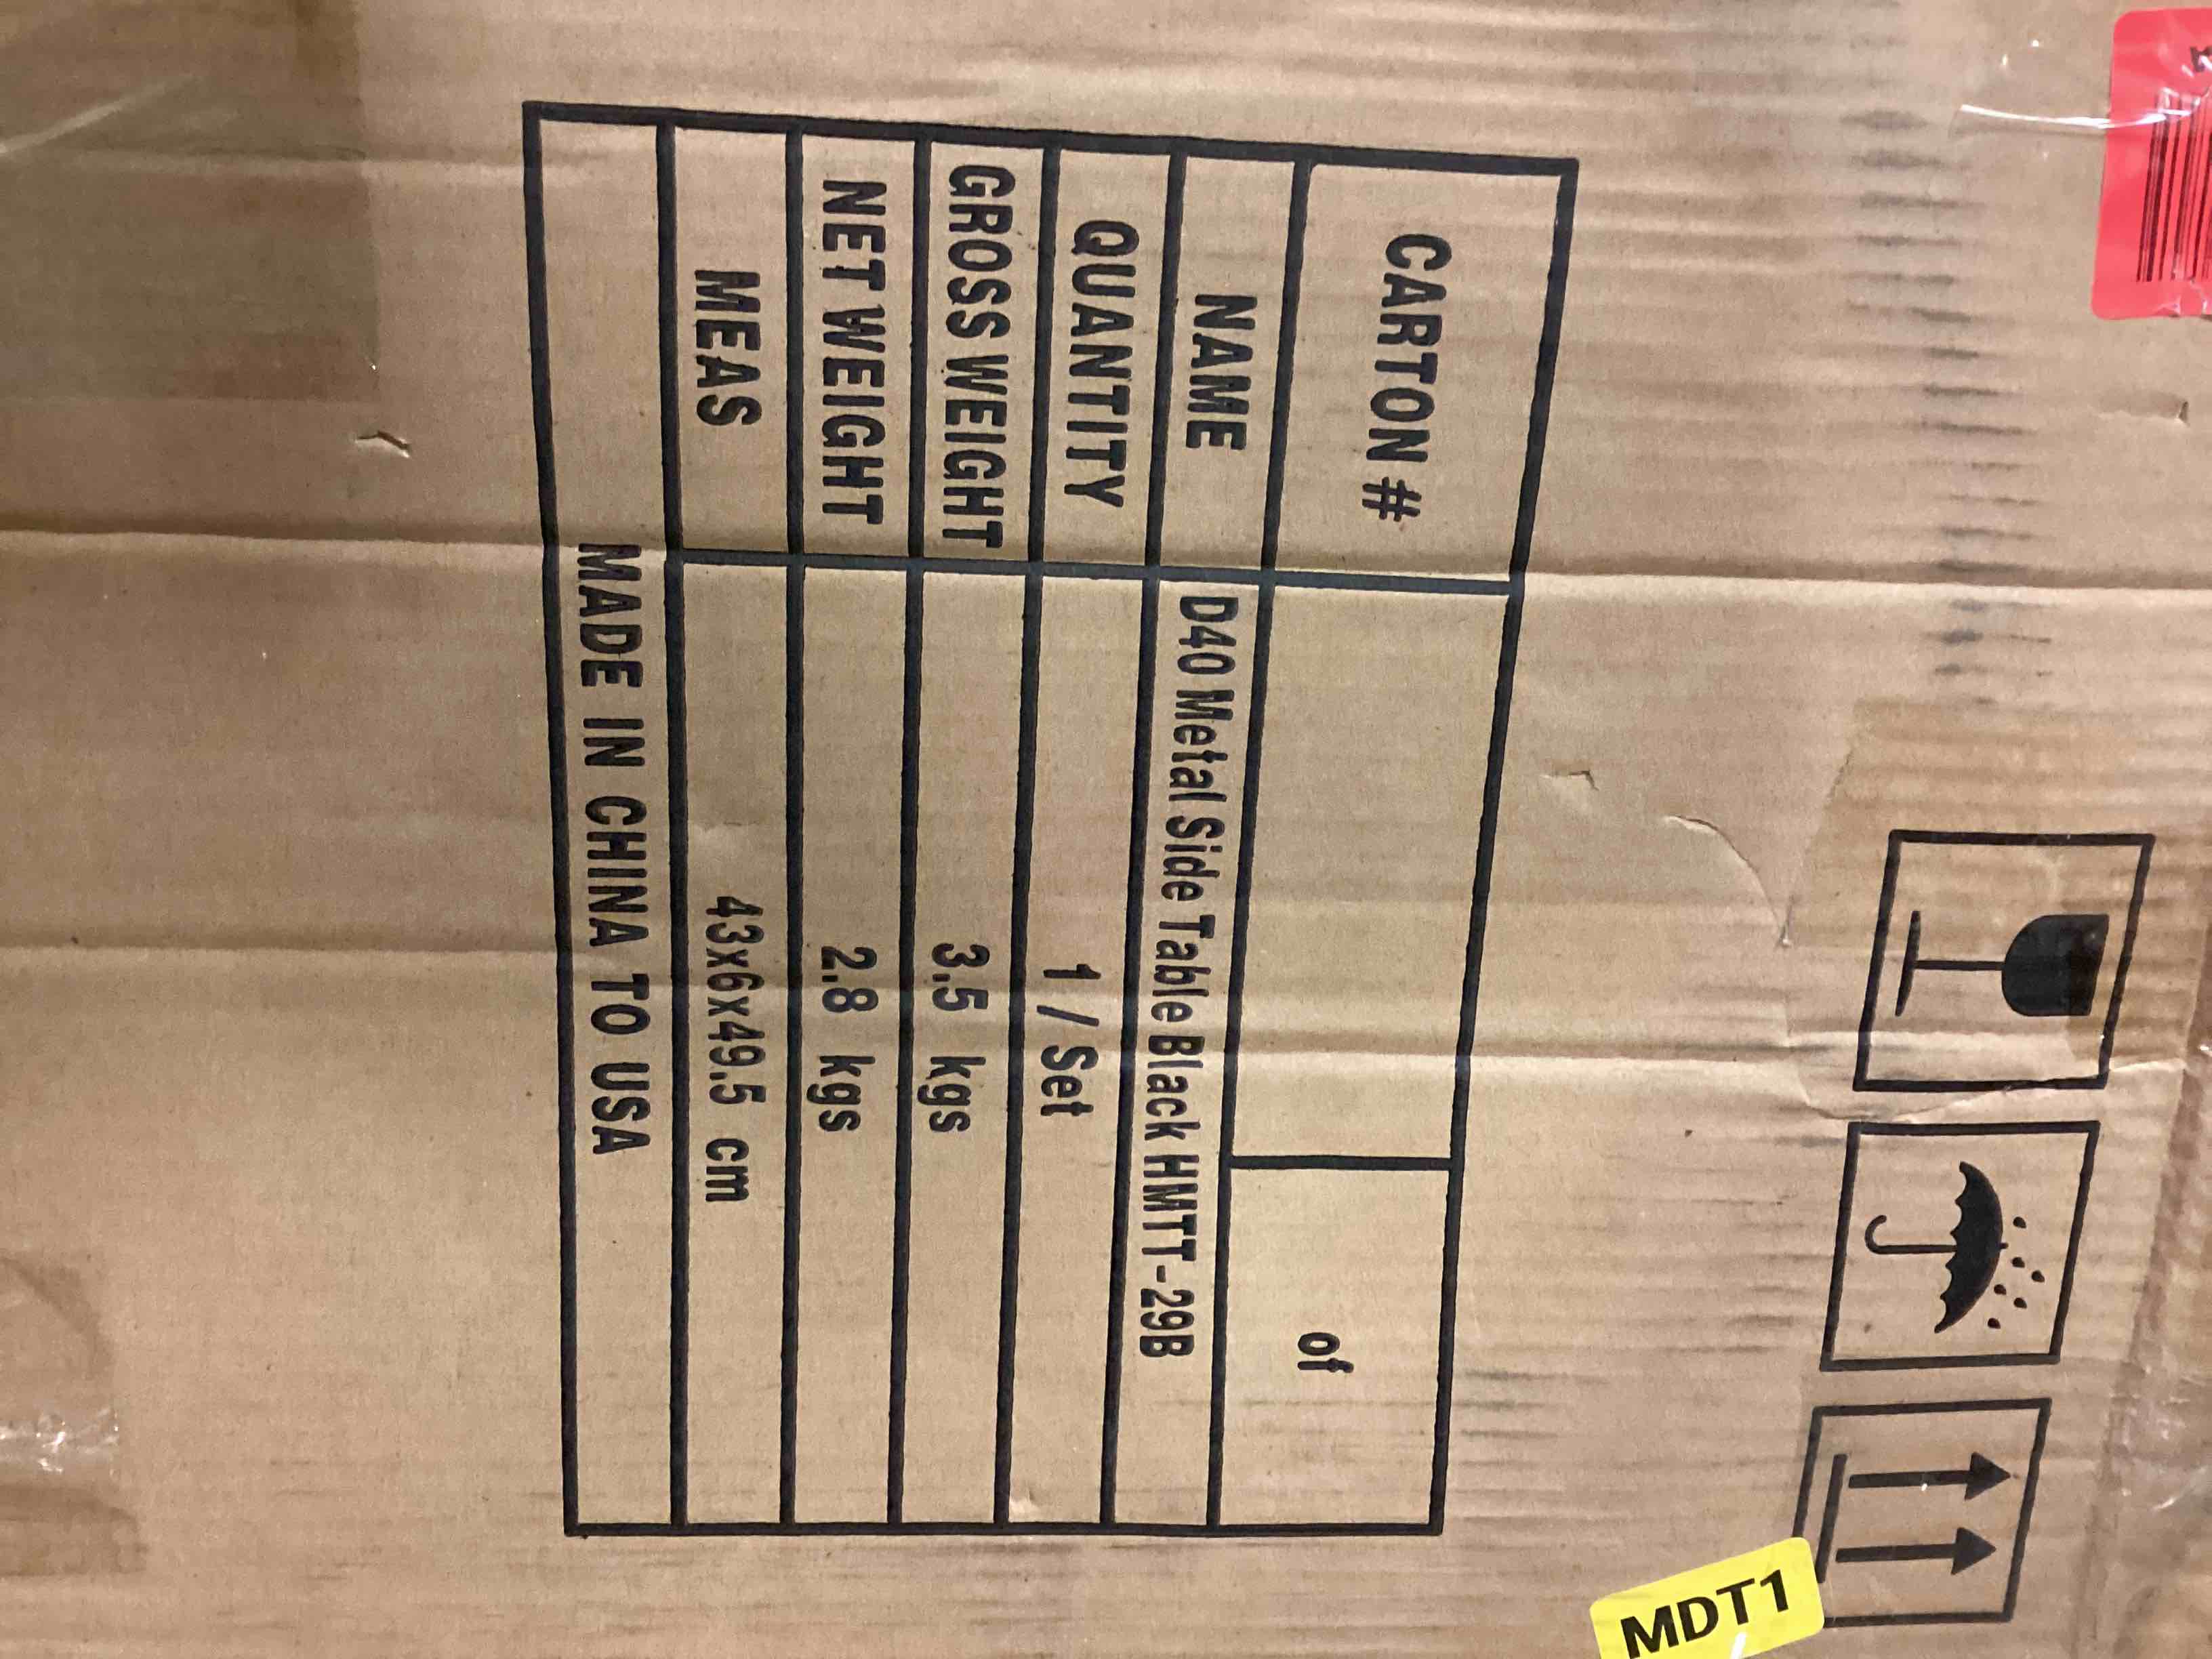 CARTON # of
NAME D40 Metal Side Table Black HMTT-29B
QUANTITY 1 / Set
GROSS WEIGHT 3.5 kgs
NET WEIGHT 2.8 kgs
MEAS 43x6x49.5 cm
MADE IN CHINA TO USA
MDT1